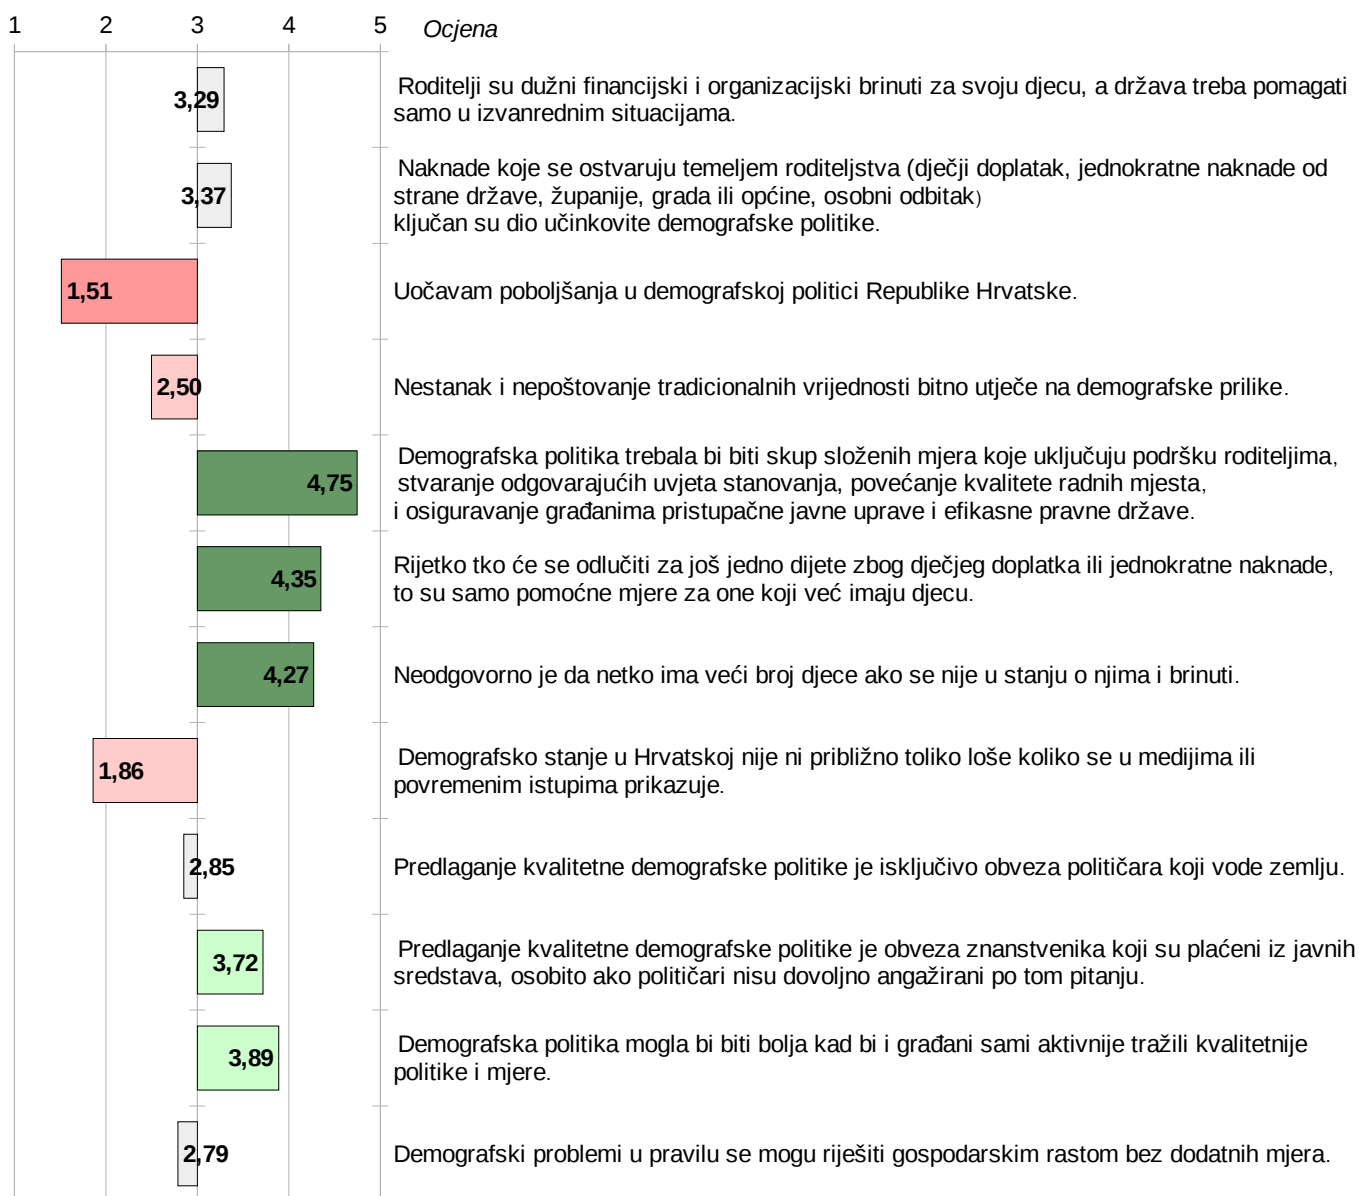 1 2 3 4 5 Ocjena
3,29
Roditelji su dužni financijski i organizacijski brinuti za svoju djecu, a država treba pomagati
samo u izvanrednim situacijama.
3,37
Naknade koje se ostvaruju temeljem roditeljstva (dječji doplatak, jednokratne naknade od
strane države, županije, grada ili općine, osobni odbitak)
ključan su dio učinkovite demografske politike.
1,51
Uočavam poboljšanja u demografskoj politici Republike Hrvatske.
2,50
Nestanak i nepoštovanje tradicionalnih vrijednosti bitno utječe na demografske prilike.
4,75
Demografska politika trebala bi biti skup složenih mjera koje uključuju podršku roditeljima,
stvaranje odgovarajućih uvjeta stanovanja, povećanje kvalitete radnih mjesta,
i osiguravanje građanima pristupačne javne uprave i efikasne pravne države.
4,35
Rijetko tko će se odlučiti za još jedno dijete zbog dječjeg doplatka ili jednokratne naknade,
to su samo pomoćne mjere za one koji već imaju djecu.
4,27
Neodgovorno je da netko ima veći broj djece ako se nije u stanju o njima i brinuti.
1,86
Demografsko stanje u Hrvatskoj nije ni približno toliko loše koliko se u medijima ili
povremenim istupima prikazuje.
2,85
Predlaganje kvalitetne demografske politike je isključivo obveza političara koji vode zemlju.
3,72
Predlaganje kvalitetne demografske politike je obveza znanstvenika koji su plaćeni iz javnih
sredstava, osobito ako političari nisu dovoljno angažirani po tom pitanju.
3,89
Demografska politika mogla bi biti bolja kad bi i građani sami aktivnije tražili kvalitetnije
politike i mjere.
2,79
Demografski problemi u pravilu se mogu riješiti gospodarskim rastom bez dodatnih mjera.